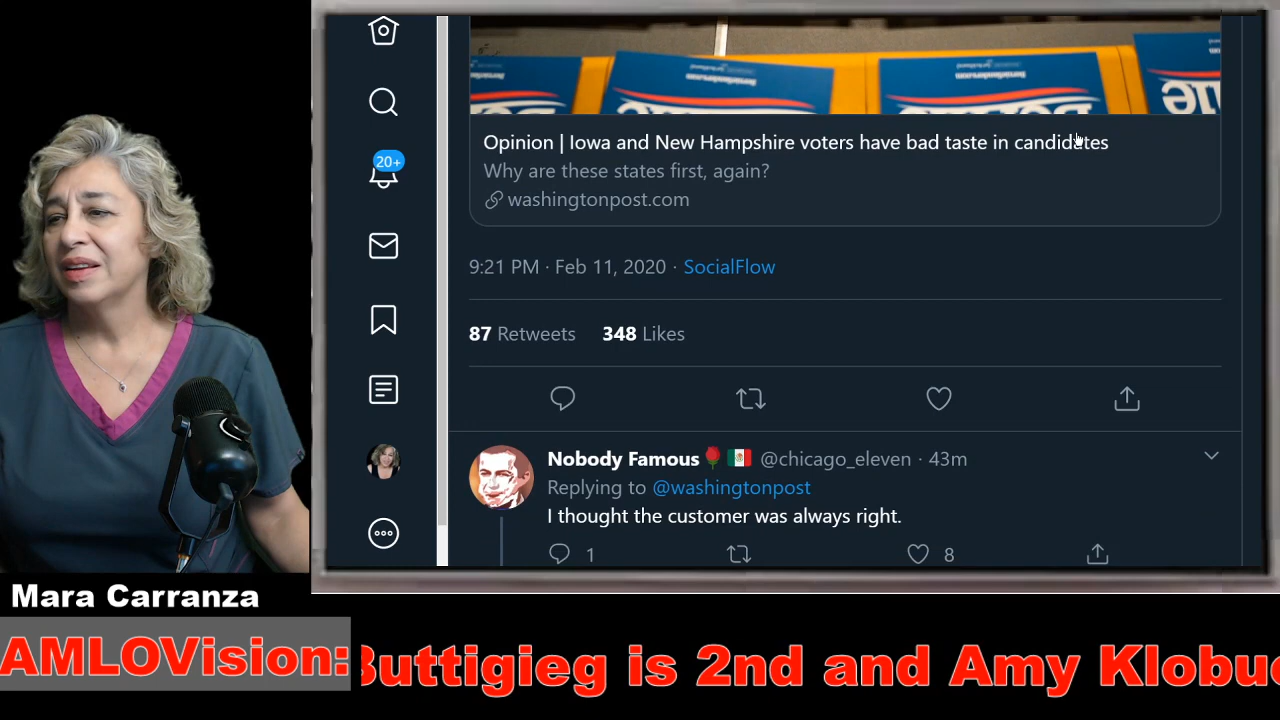 Opinion | Iowa and New Hampshire voters have bad taste in candidates
Why are these states first, again?
washingtonpost.com
20+
9:21 PM · Feb 11, 2020 · SocialFlow
87 Retweets 348 Likes
Nobody Famous @chicago_eleven · 43m
Replying to @washingtonpost
I thought the customer was always right.
1 8
Mara Carranza
AMLOVision:
Buttigieg is 2nd and Amy Klobuc